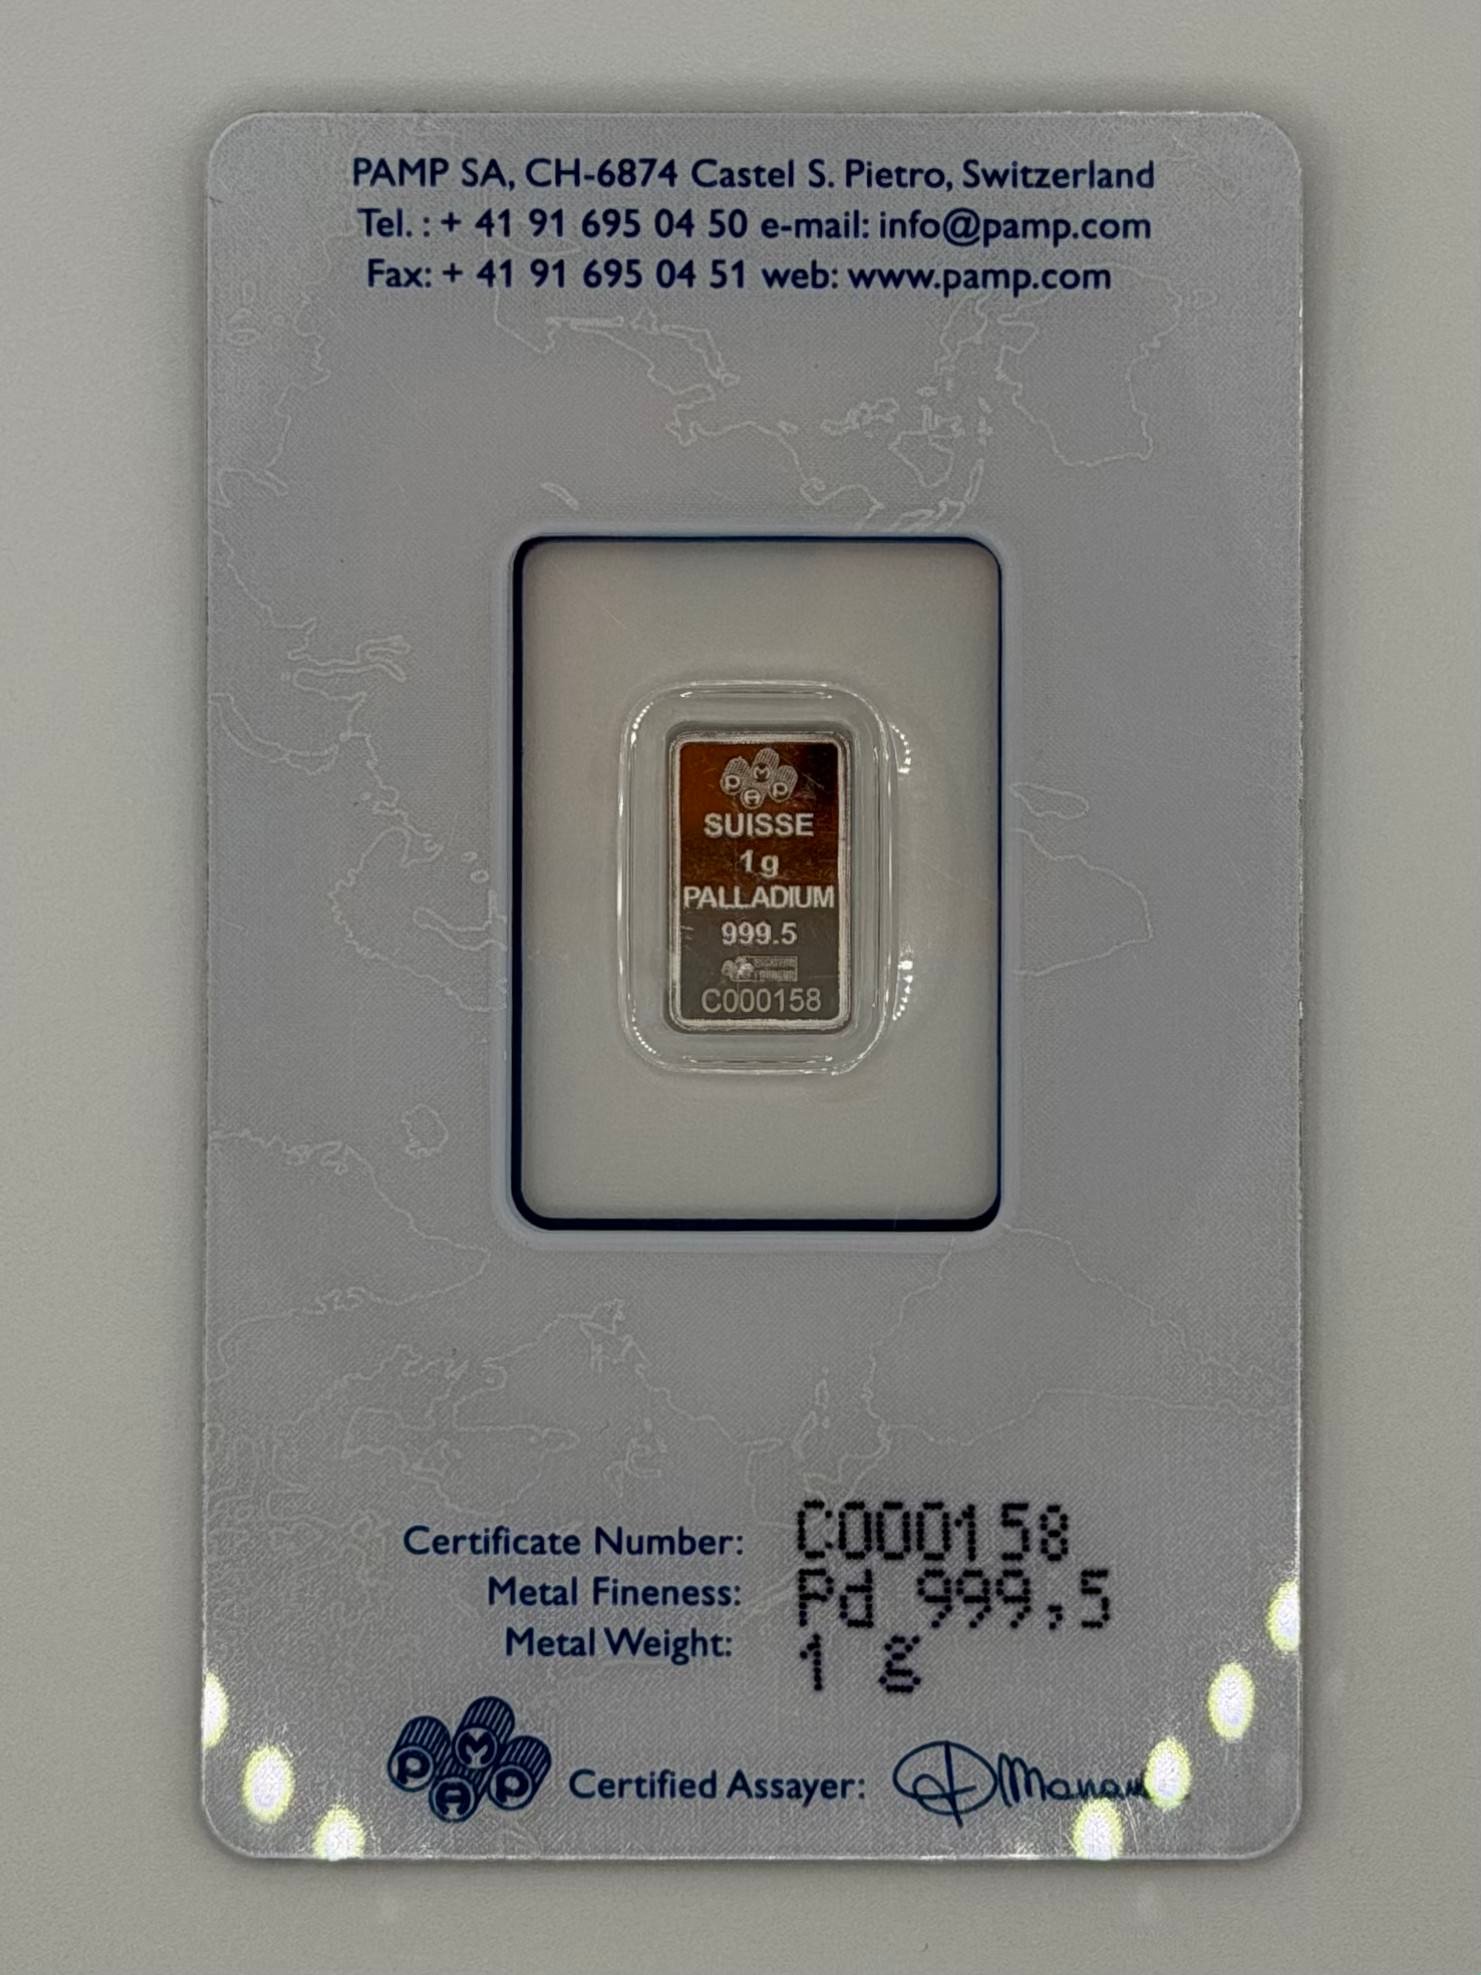 PAMP SA, CH-6874 Castel S. Pietro, Switzerland
Tel. : + 41 91 695 04 50 e-mail: info@pamp.com
Fax: + 41 91 695 04 51 web: www.pamp.com
PAMP
SUISSE
1g
PALLADIUM
999.5
C000158
Certificate Number: C000158
Metal Fineness: Pd 999,5
Metal Weight: 1 g
PAMP Certified Assayer: